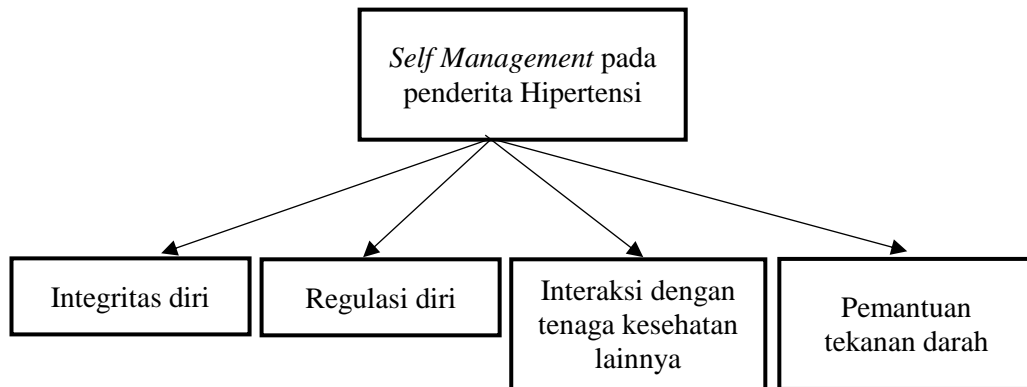 Self Management pada
penderita Hipertensi
Integritas diri
Regulasi diri
Interaksi dengan
tenaga kesehatan
lainnya
Pemantuan
tekanan darah